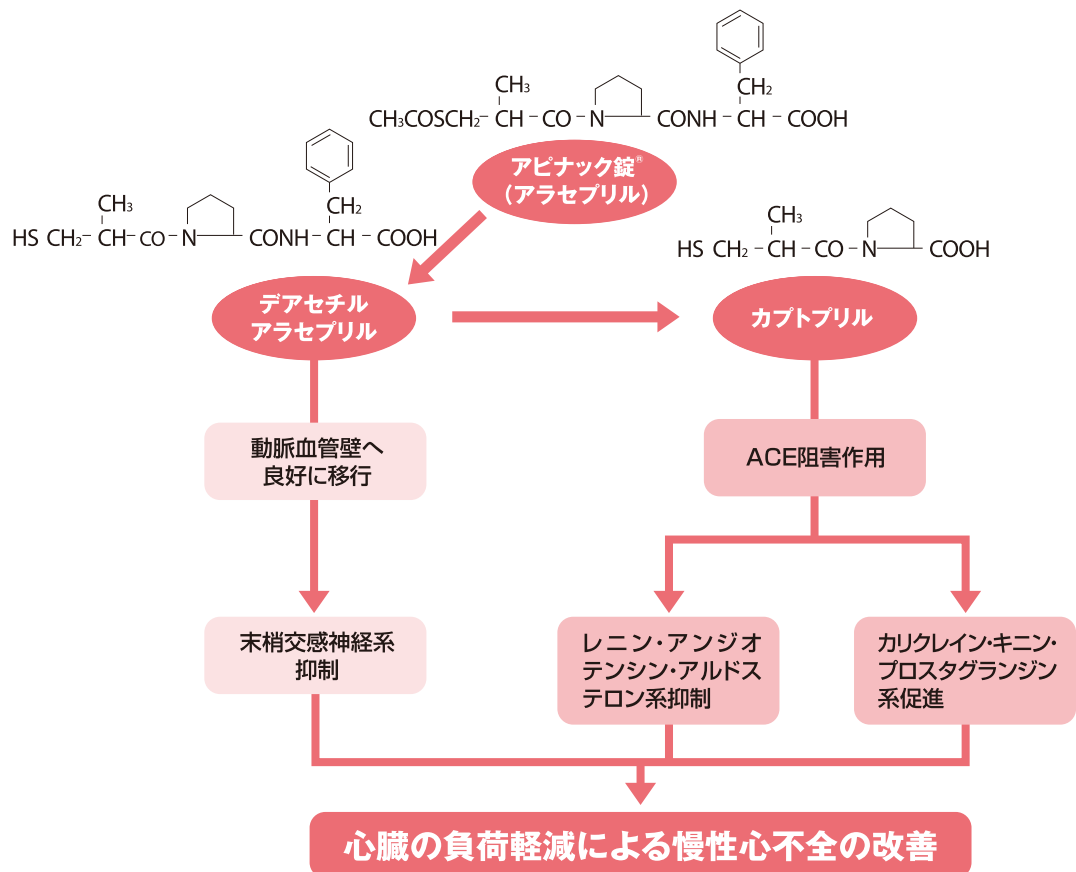 CH₃
CH₂
CH₃COSCH₂-CH-CO-N CONH-CH-COOH
アピナック錠®
（アラセプリル）
CH₃
CH₂
HS CH₂-CH-CO-N CONH-CH COOH
CH₃
HS CH₂-CH-CO-N COOH
デアセチル
アラセプリル
カプトプリル
動脈血管壁へ
良好に移行
ACE阻害作用
末梢交感神経系
抑制
レニン・アンジオ
テンシン・アルドス
テロン系抑制
カリクレイン・キニン・
プロスタグランジン
系促進
心臓の負荷軽減による慢性心不全の改善